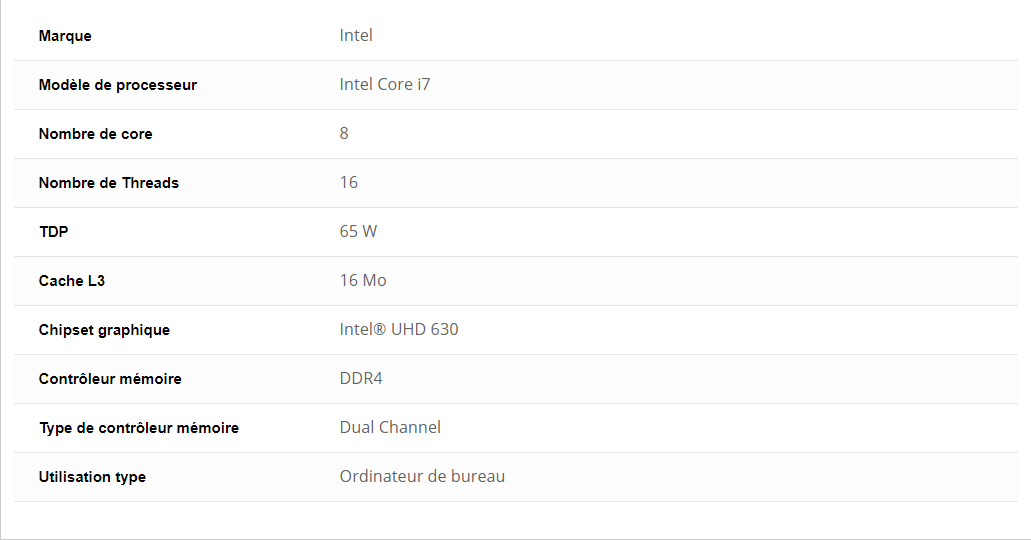 Marque Intel
Modèle de processeur Intel Core i7
Nombre de core 8
Nombre de Threads 16
TDP 65 W
Cache L3 16 Mo
Chipset graphique Intel® UHD 630
Contrôleur mémoire DDR4
Type de contrôleur mémoire Dual Channel
Utilisation type Ordinateur de bureau